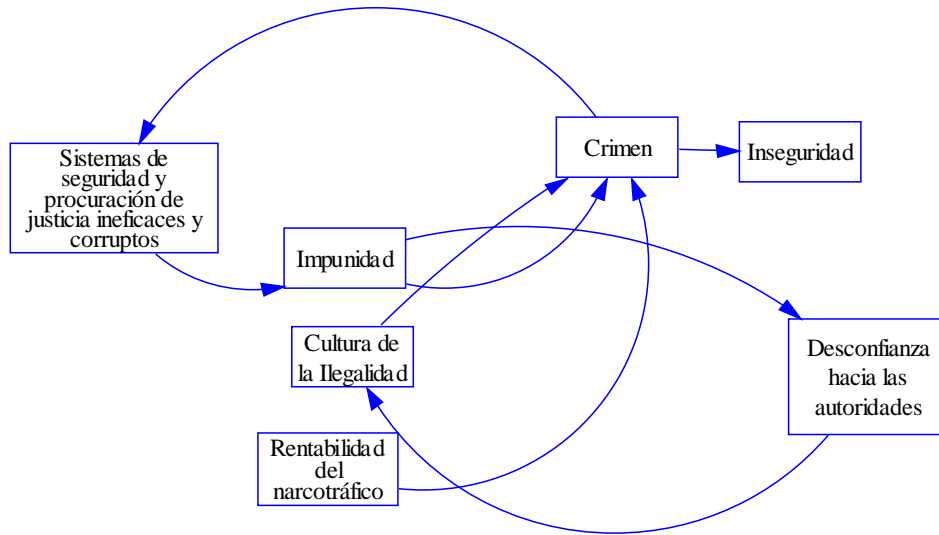 Crimen
Inseguridad
Sistemas de
seguridad y
procuración de
justicia ineficaces y
corruptos
Impunidad
Cultura de
la Ilegalidad
Desconfianza
hacia las
autoridades
Rentabilidad
del
narcotráfico